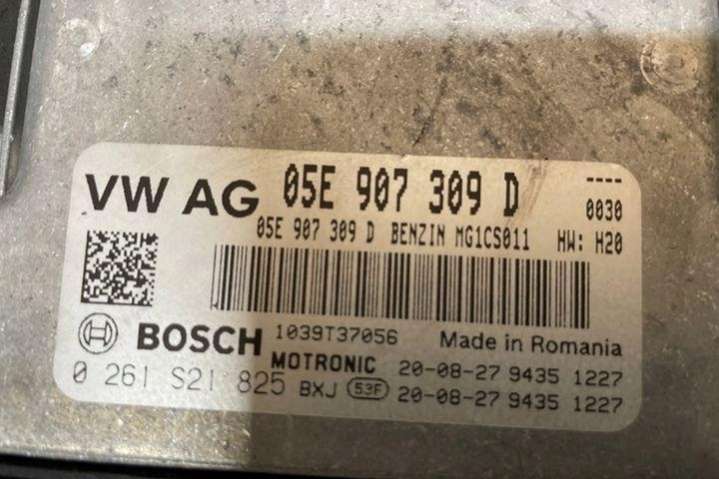 VW AG 05E 907 309 D ----
0030
05E 907 309 D BENZIN MG1CS011 HW: H20
BOSCH 1039T37056 Made in Romania
MOTRONIC 20-08-27 9435 1227
0 261 S21 825 BXJ 53F 20-08-27 9435 1227